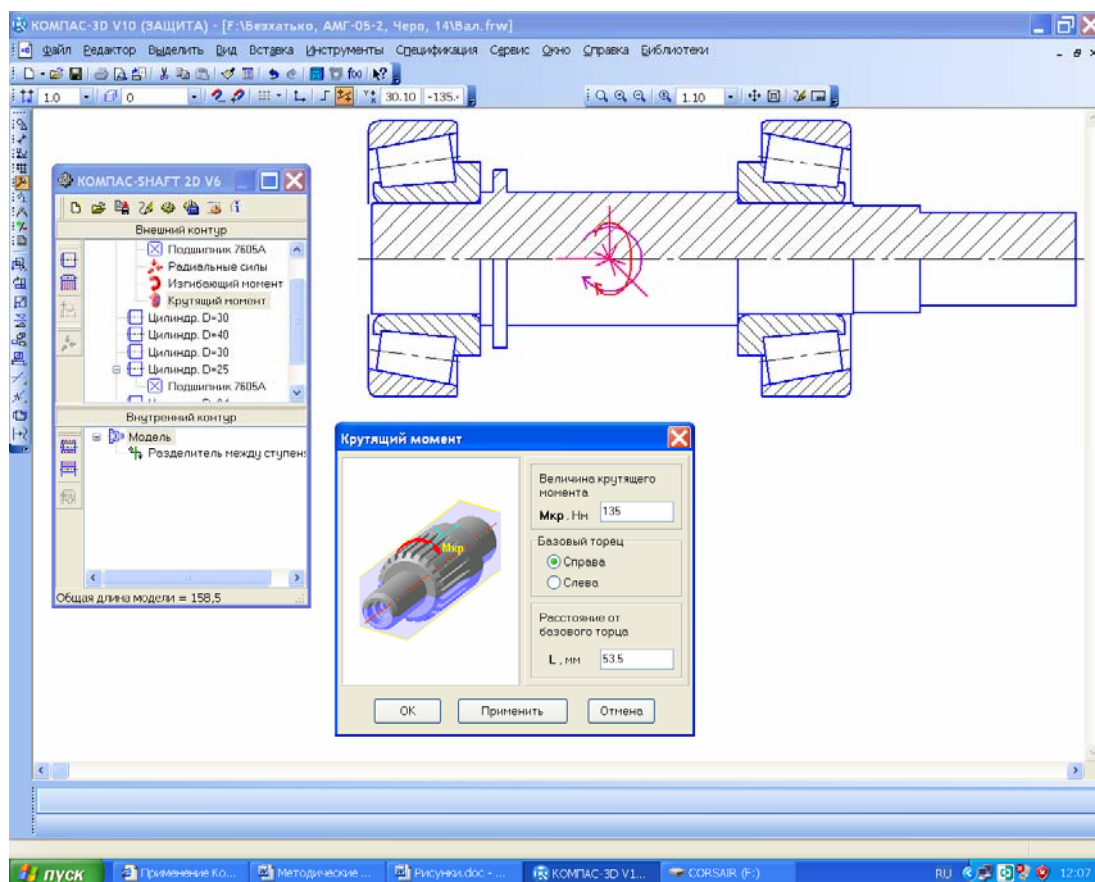 КОМПАС-3D V10 (ЗАЩИТА) - [F:\Безхатько, АМГ-05-2, Черв, 14\Вал.frw]
Файл Редактор Выделить Вид Вставка Инструменты Спецификация Сервис Окно Справка Библиотеки
f(x)
1.0 0 30.10 -135. 1.10
КОМПАС-SHAFT 2D V6
Внешний контур
Подшипник 7605А
Радиальные силы
Изгибающий момент
Крутящий момент
Цилиндр. D=30
Цилиндр. D=40
Цилиндр. D=30
Цилиндр. D=25
Подшипник 7605А
Внутренний контур
Модель
Разделитель между ступеня
Общая длина модели = 158,5
Крутящий момент
Мкр
Величина крутящего
момента
Мкр , Нм 135
Базовый торец
Справа
Слева
Расстояние от
базового торца
L , мм 53.5
ОК Применить Отмена
пуск Применение Ко... Методические ... Рисунки.doc - ... КОМПАС-3D V1... CORSAIR (F:) RU 12:07